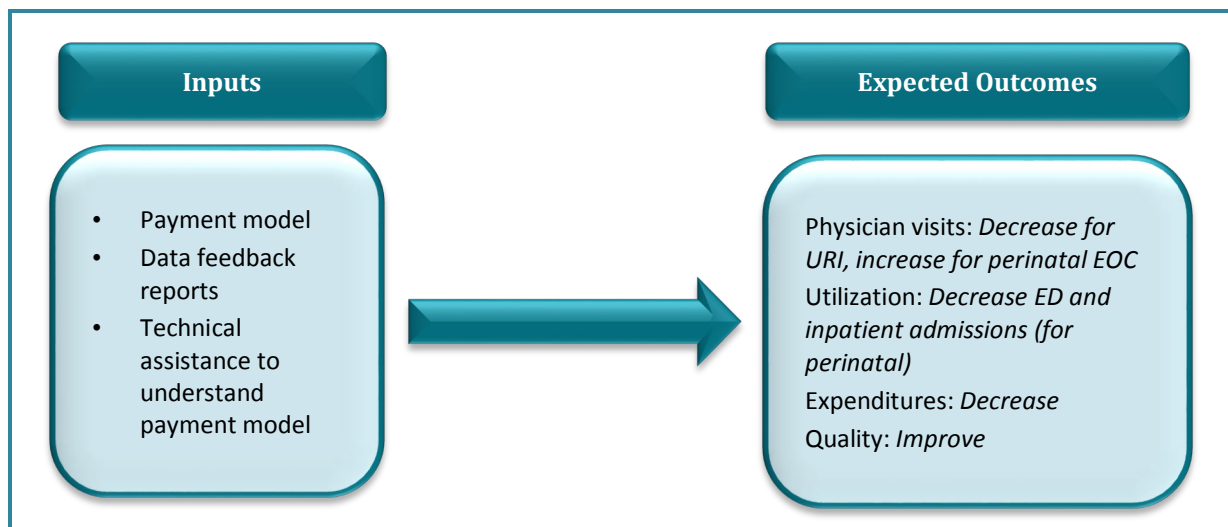 Inputs
• Payment model
• Data feedback
reports
• Technical
assistance to
understand
payment model
Expected Outcomes
Physician visits: Decrease for
URI, increase for perinatal EOC
Utilization: Decrease ED and
inpatient admissions (for
perinatal)
Expenditures: Decrease
Quality: Improve